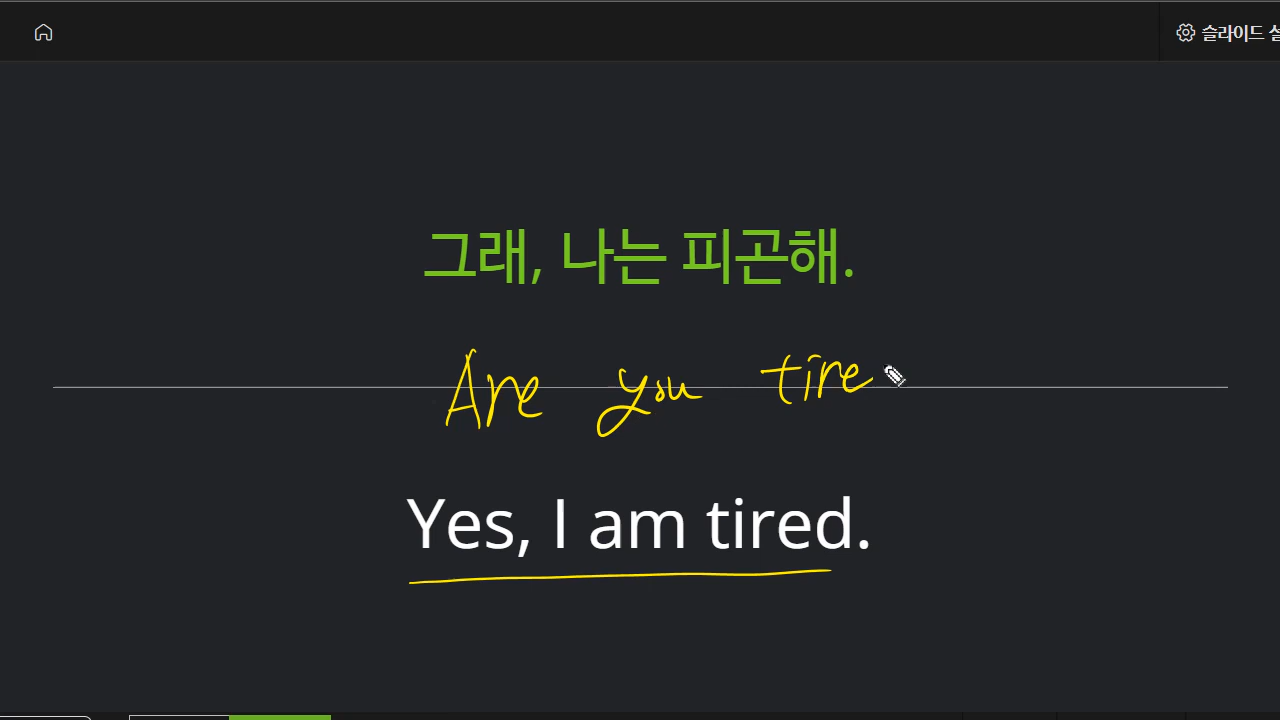 슬라이드
그래, 나는 피곤해.
Are you tire
Yes, I am tired.